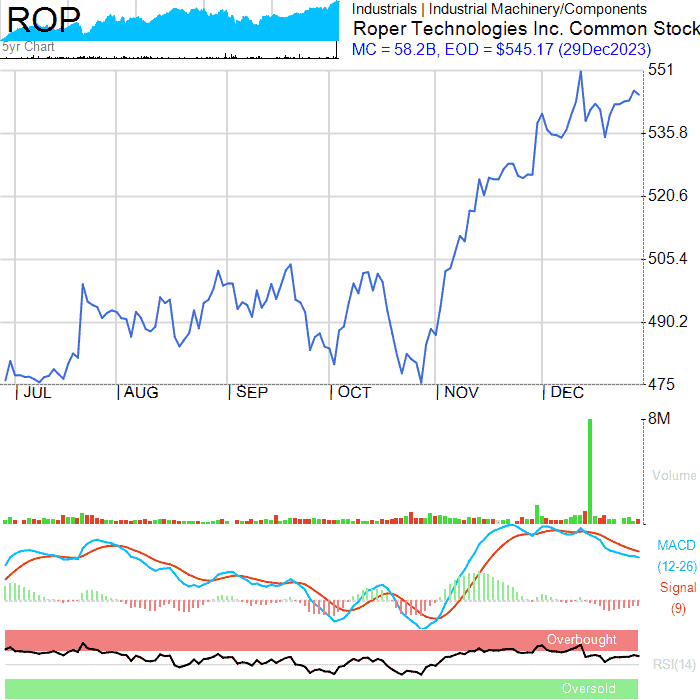 ROP
5yr Chart
Industrials | Industrial Machinery/Components
Roper Technologies Inc. Common Stock
MC = 58.2B, EOD = $545.17 (29Dec2023)
551
535.8
520.6
505.4
490.2
475
JUL AUG SEP OCT NOV DEC
8M
Volume
MACD
(12-26)
Signal
(9)
Overbought
RSI(14)
Oversold